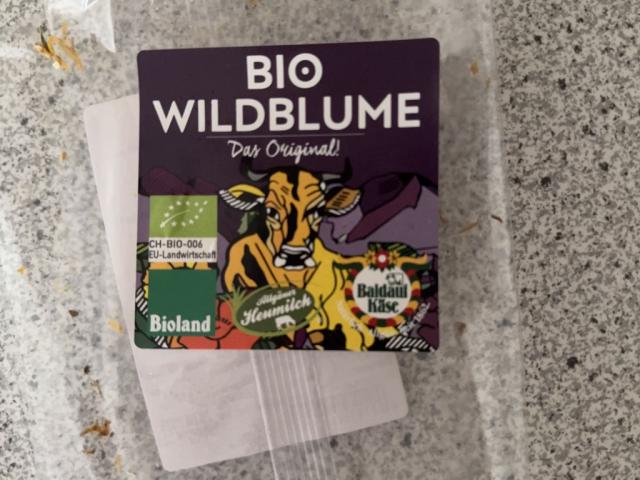 BIO
WILDBLUME
Das Original!
CH-BIO-006
EU-Landwirtschaft
Bioland
Allgäuer
Heumilch
Baldauf
Käse